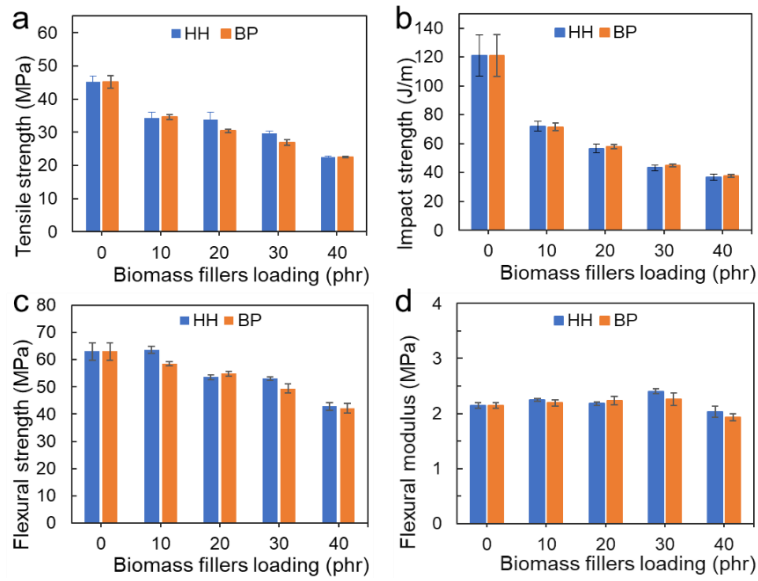 a
HH BP
Tensile strength (MPa)
60
50
40
30
20
10
0
0 10 20 30 40
Biomass fillers loading (phr)
b
HH BP
Impact strength (J/m)
140
120
100
80
60
40
20
0
0 10 20 30 40
Biomass fillers loading (phr)
c
HH BP
Flexural strength (MPa)
80
70
60
50
40
30
20
10
0
0 10 20 30 40
Biomass fillers loading (phr)
d
HH BP
Flexural modulus (MPa)
4
3
2
1
0
0 10 20 30 40
Biomass fillers loading (phr)